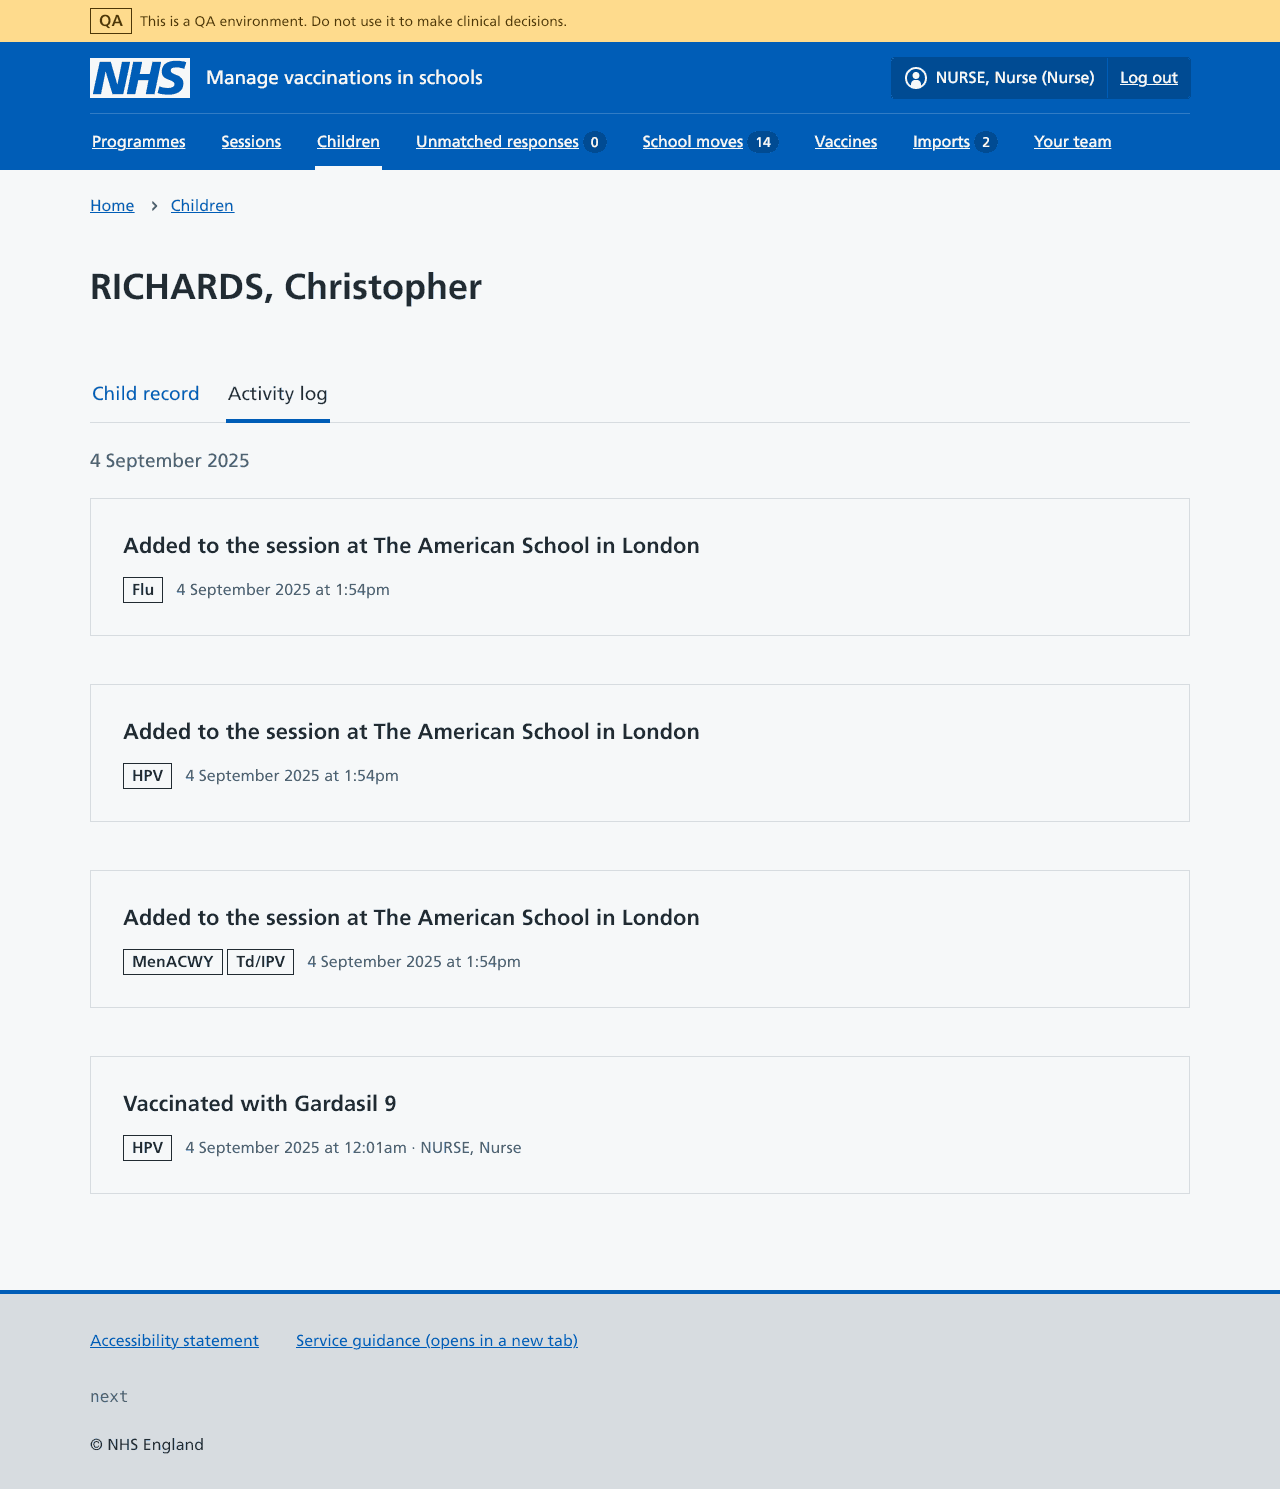 QA This is a QA environment. Do not use it to make clinical decisions.
NHS Manage vaccinations in schools NURSE, Nurse (Nurse) Log out
Programmes Sessions Children Unmatched responses 0 School moves 14 Vaccines Imports 2 Your team
Home Children
RICHARDS, Christopher
Child record Activity log
4 September 2025
Added to the session at The American School in London
Flu 4 September 2025 at 1:54pm
Added to the session at The American School in London
HPV 4 September 2025 at 1:54pm
Added to the session at The American School in London
MenACWY Td/IPV 4 September 2025 at 1:54pm
Vaccinated with Gardasil 9
HPV 4 September 2025 at 12:01am · NURSE, Nurse
Accessibility statement Service guidance (opens in a new tab)
next
© NHS England